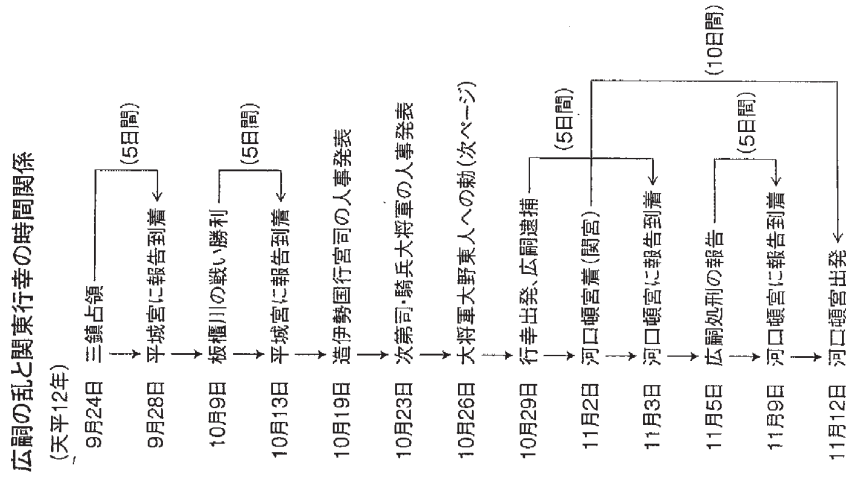 広嗣の乱と関東行幸の時間関係
(天平12年)
9月24日 三鎮占領
(5日間)
9月28日 平城宮に報告到着
10月9日 板櫃川の戦い勝利
(5日間)
10月13日 平城宮に報告到着
10月19日 造伊勢国行宮司の人事発表
10月23日 次第司・騎兵大将軍の人事発表
10月26日 大将軍大野東人への勅(次ページ)
10月29日 行幸出発、広嗣逮捕
(5日間)
11月2日 河口頓宮着(関宮)
(10日間)
11月3日 河口頓宮に報告到着
11月5日 広嗣処刑の報告
(5日間)
11月9日 河口頓宮に報告到着
11月12日 河口頓宮出発